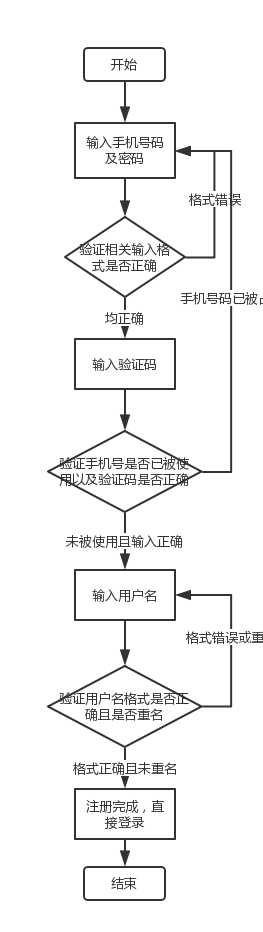 开始
输入手机号码
及密码
格式错误
验证相关输入格
式是否正确
手机号码已被
均正确
输入验证码
验证手机号是否已被使
用以及验证码是否正确
未被使用且输入正确
输入用户名
格式错误或重
验证用户名格式是否正
确且是否重名
格式正确且未重名
注册完成，直
接登录
结束